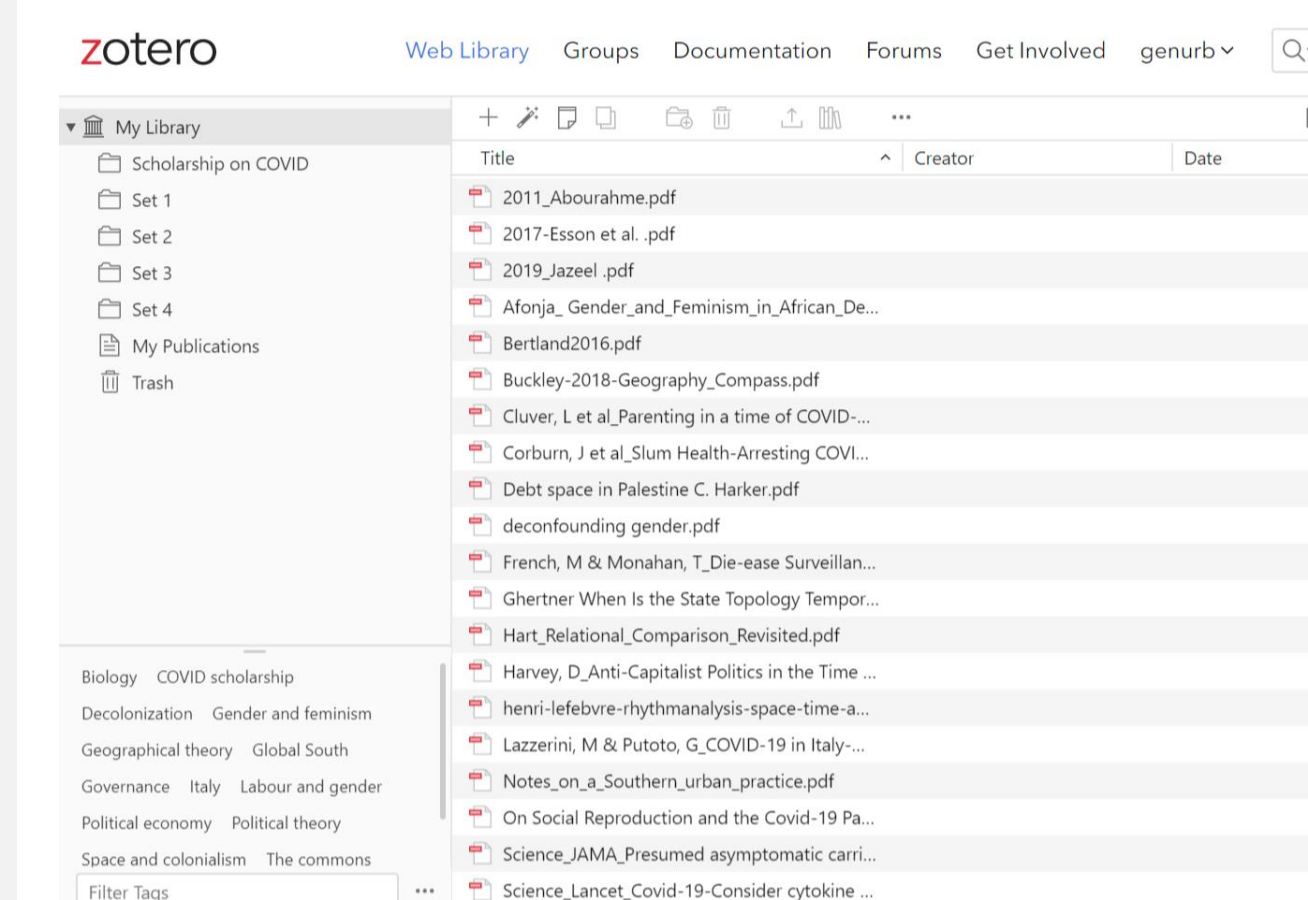 zotero
Web Library Groups Documentation Forums Get Involved genurb
My Library
Scholarship on COVID
Set 1
Set 2
Set 3
Set 4
My Publications
Trash
Title Creator Date
2011_Abourahme.pdf
2017-Esson et al. .pdf
2019_Jazeel .pdf
Afonja_ Gender_and_Feminism_in_African_De...
Bertland2016.pdf
Buckley-2018-Geography_Compass.pdf
Cluver, L et al_Parenting in a time of COVID-...
Corburn, J et al_Slum Health-Arresting COVI...
Debt space in Palestine C. Harker.pdf
deconfounding gender.pdf
French, M & Monahan, T_Die-ease Surveillan...
Ghertner When Is the State Topology Tempor...
Hart_Relational_Comparison_Revisited.pdf
Harvey, D_Anti-Capitalist Politics in the Time ...
henri-lefebvre-rhythmanalysis-space-time-a...
Lazzerini, M & Putoto, G_COVID-19 in Italy-...
Notes_on_a_Southern_urban_practice.pdf
On Social Reproduction and the Covid-19 Pa...
Science_JAMA_Presumed asymptomatic carri...
Science_Lancet_Covid-19-Consider cytokine ...
Biology COVID scholarship
Decolonization Gender and feminism
Geographical theory Global South
Governance Italy Labour and gender
Political economy Political theory
Space and colonialism The commons
Filter Tags